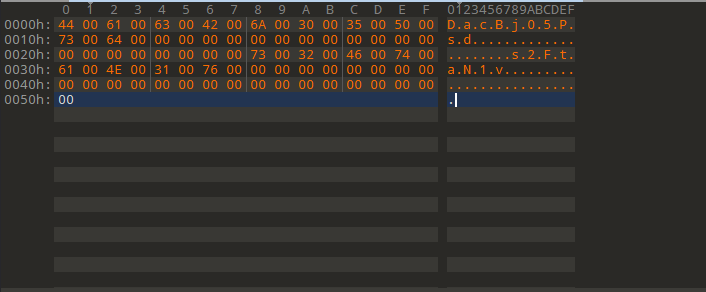 0 1 2 3 4 5 6 7 8 9 A B C D E F 0123456789ABCDEF
0000h: 44 00 61 00 63 00 42 00 6A 00 30 00 35 00 50 00 D.a.c.B.j.0.5.P.
0010h: 73 00 64 00 00 00 00 00 00 00 00 00 00 00 00 00 s.d.............
0020h: 00 00 00 00 00 00 00 00 73 00 32 00 46 00 74 00 ........s.2.F.t.
0030h: 61 00 4E 00 31 00 76 00 00 00 00 00 00 00 00 00 a.N.1.v.........
0040h: 00 00 00 00 00 00 00 00 00 00 00 00 00 00 00 00 ................
0050h: 00 .